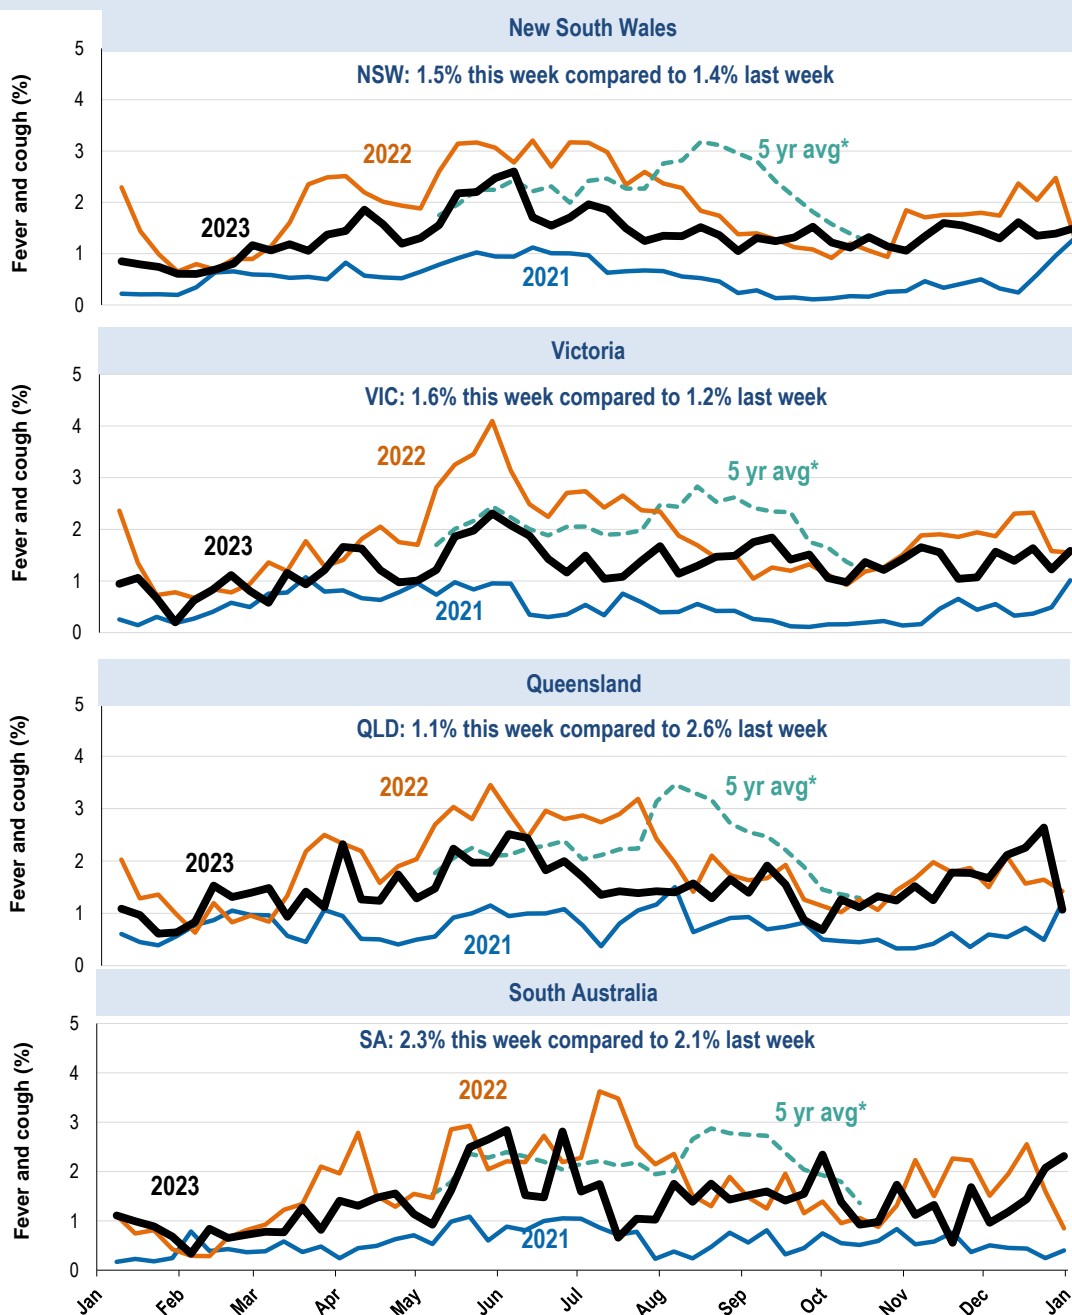 New South Wales
NSW: 1.5% this week compared to 1.4% last week
Fever and cough (%)
5
4
3
2
1
0
2022
5 yr avg*
2023
2021
Victoria
VIC: 1.6% this week compared to 1.2% last week
Fever and cough (%)
5
4
3
2
1
0
2022
5 yr avg*
2023
2021
Queensland
QLD: 1.1% this week compared to 2.6% last week
Fever and cough (%)
5
4
3
2
1
0
2022
5 yr avg*
2023
2021
South Australia
SA: 2.3% this week compared to 2.1% last week
Fever and cough (%)
5
4
3
2
1
0
2022
5 yr avg*
2023
2021
Jan Feb Mar Apr May Jun Jul Aug Sep Oct Nov Dec Jan